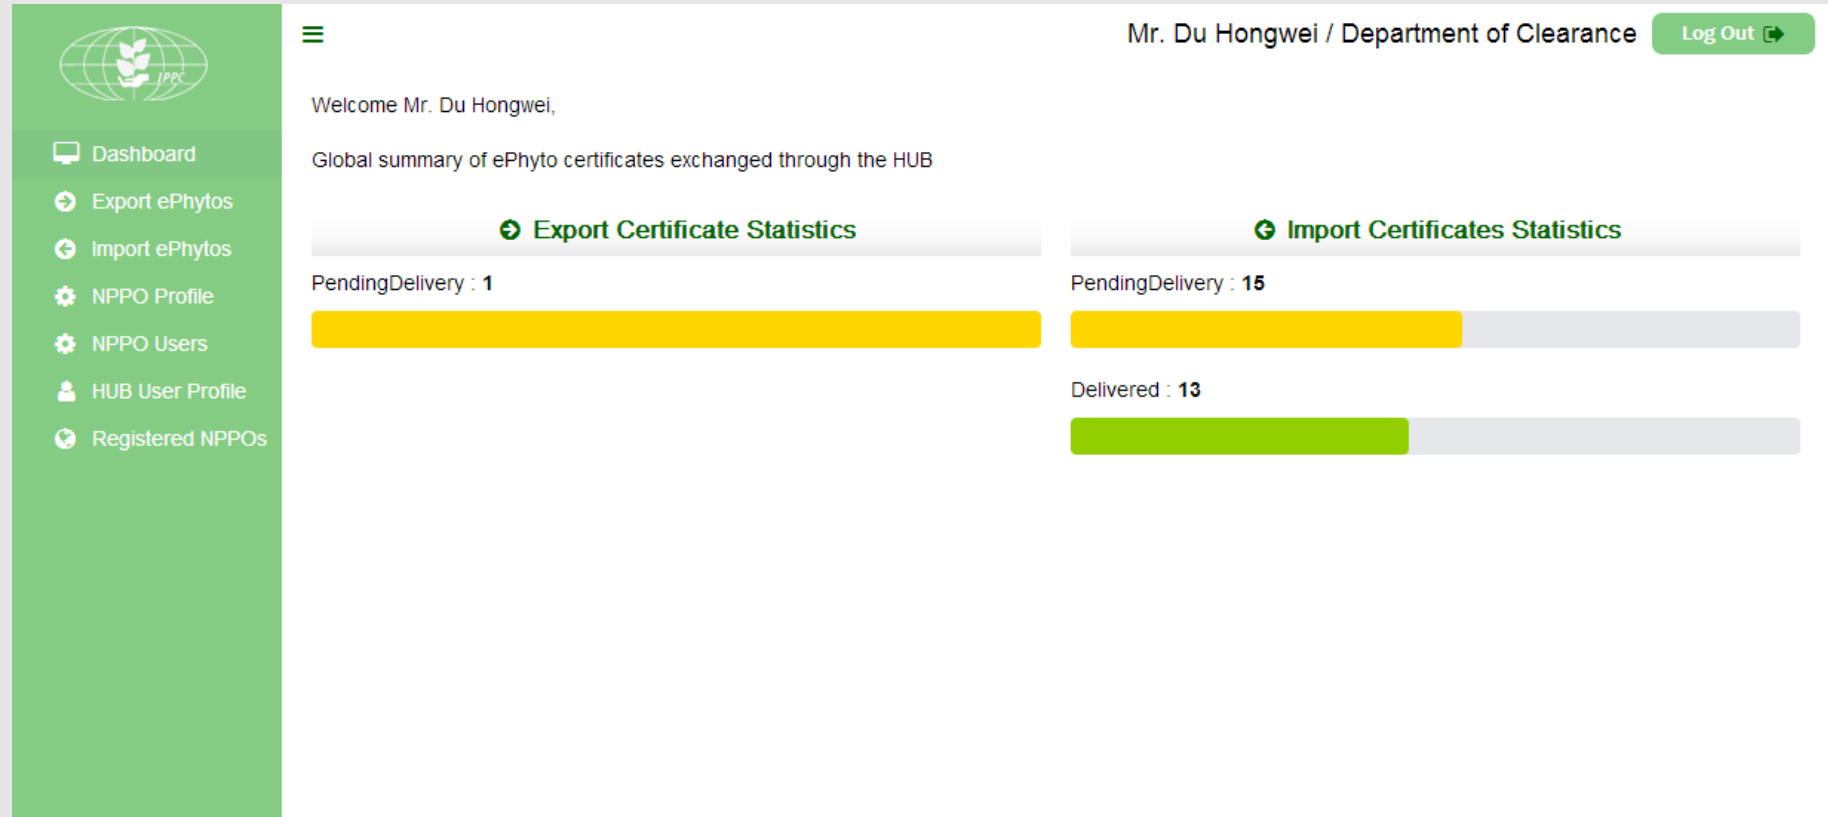 IPPC
Mr. Du Hongwei / Department of Clearance
Log Out
Dashboard
Export ePhytos
Import ePhytos
NPPO Profile
NPPO Users
HUB User Profile
Registered NPPOs
Welcome Mr. Du Hongwei,
Global summary of ePhyto certificates exchanged through the HUB
Export Certificate Statistics
PendingDelivery : 1
Import Certificates Statistics
PendingDelivery : 15
Delivered : 13